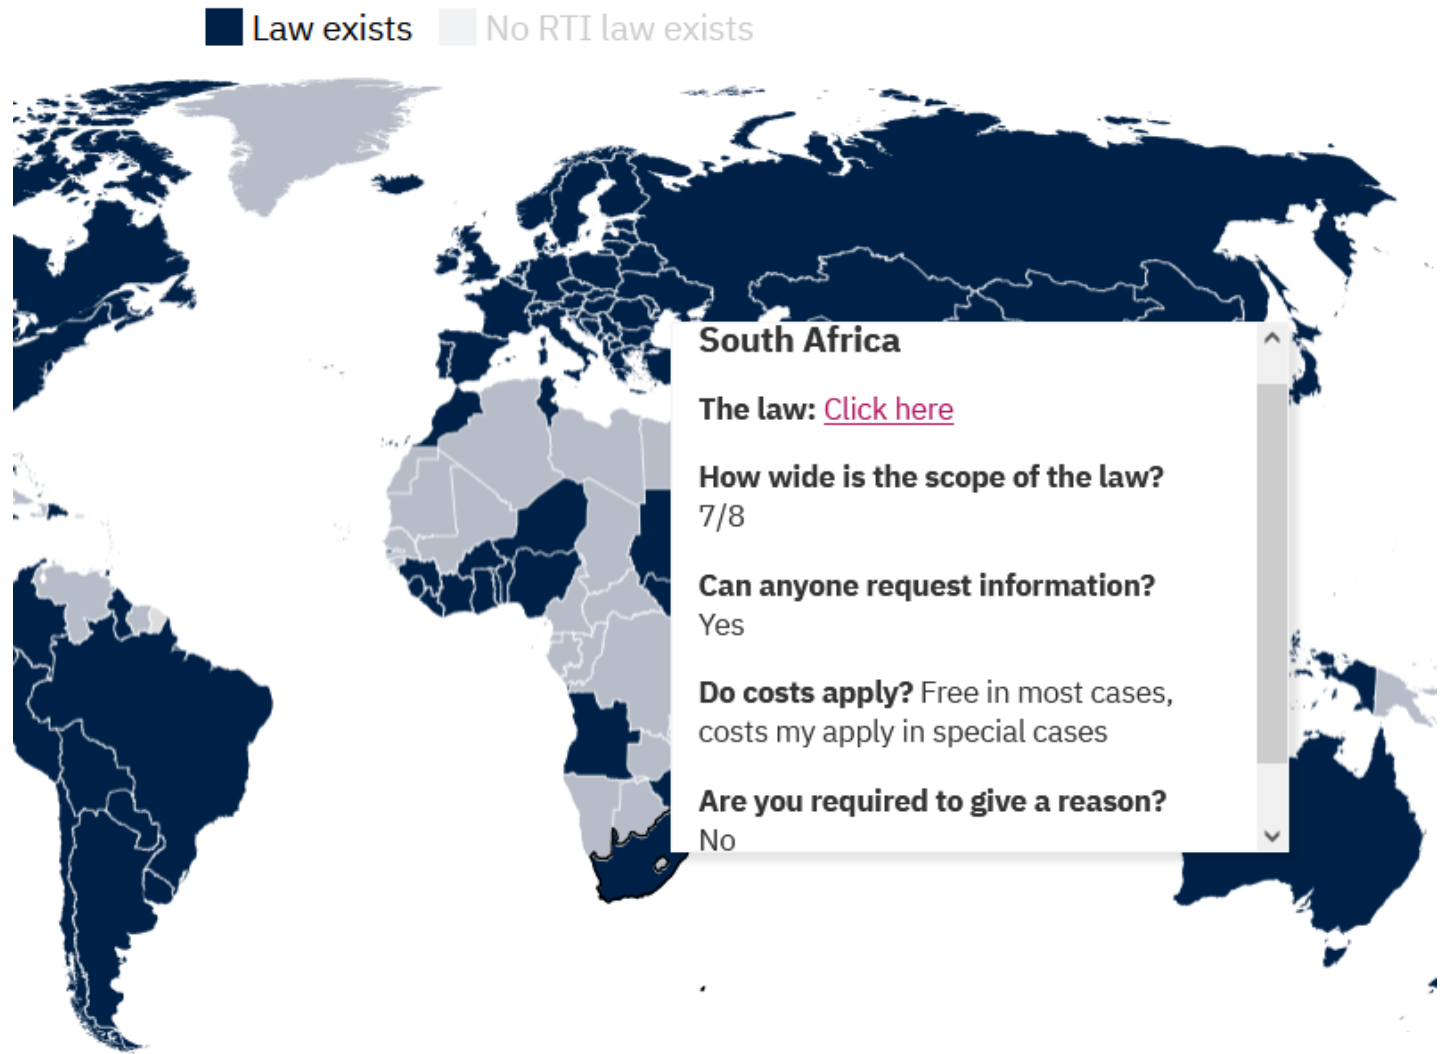 Law exists No RTI law exists
South Africa
The law: Click here
How wide is the scope of the law?
7/8
Can anyone request information?
Yes
Do costs apply? Free in most cases,
costs my apply in special cases
Are you required to give a reason?
No